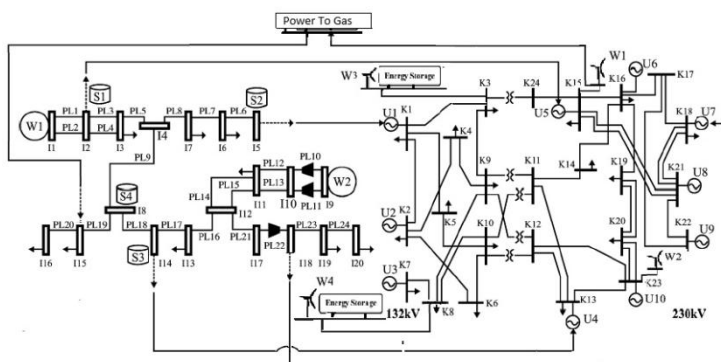 Power To Gas
W3
Energy Storage
W1
U6
S1
S2
K3
K24
K15
K16
K17
PL1
PL3
PL5
PL8
PL7
PL6
U1
K1
U5
K18
U7
W1
PL2
PL4
I1
I2
I3
I4
I7
I6
I5
K4
PL9
K9
K11
K14
K19
K21
U8
PL12
PL10
PL15
PL13
PL11
W2
S4
PL14
I11
I10
I9
U2
K2
K5
K10
K12
K20
K22
U9
PL20
PL19
I8
PL18
PL17
I12
PL16
PL21
PL22
PL23
PL24
W2
U3
K7
K23
I16
I15
S3
I14
I13
I17
I18
I19
I20
W4
Energy Storage
132kV
K8
K6
K13
U4
U10
230kV